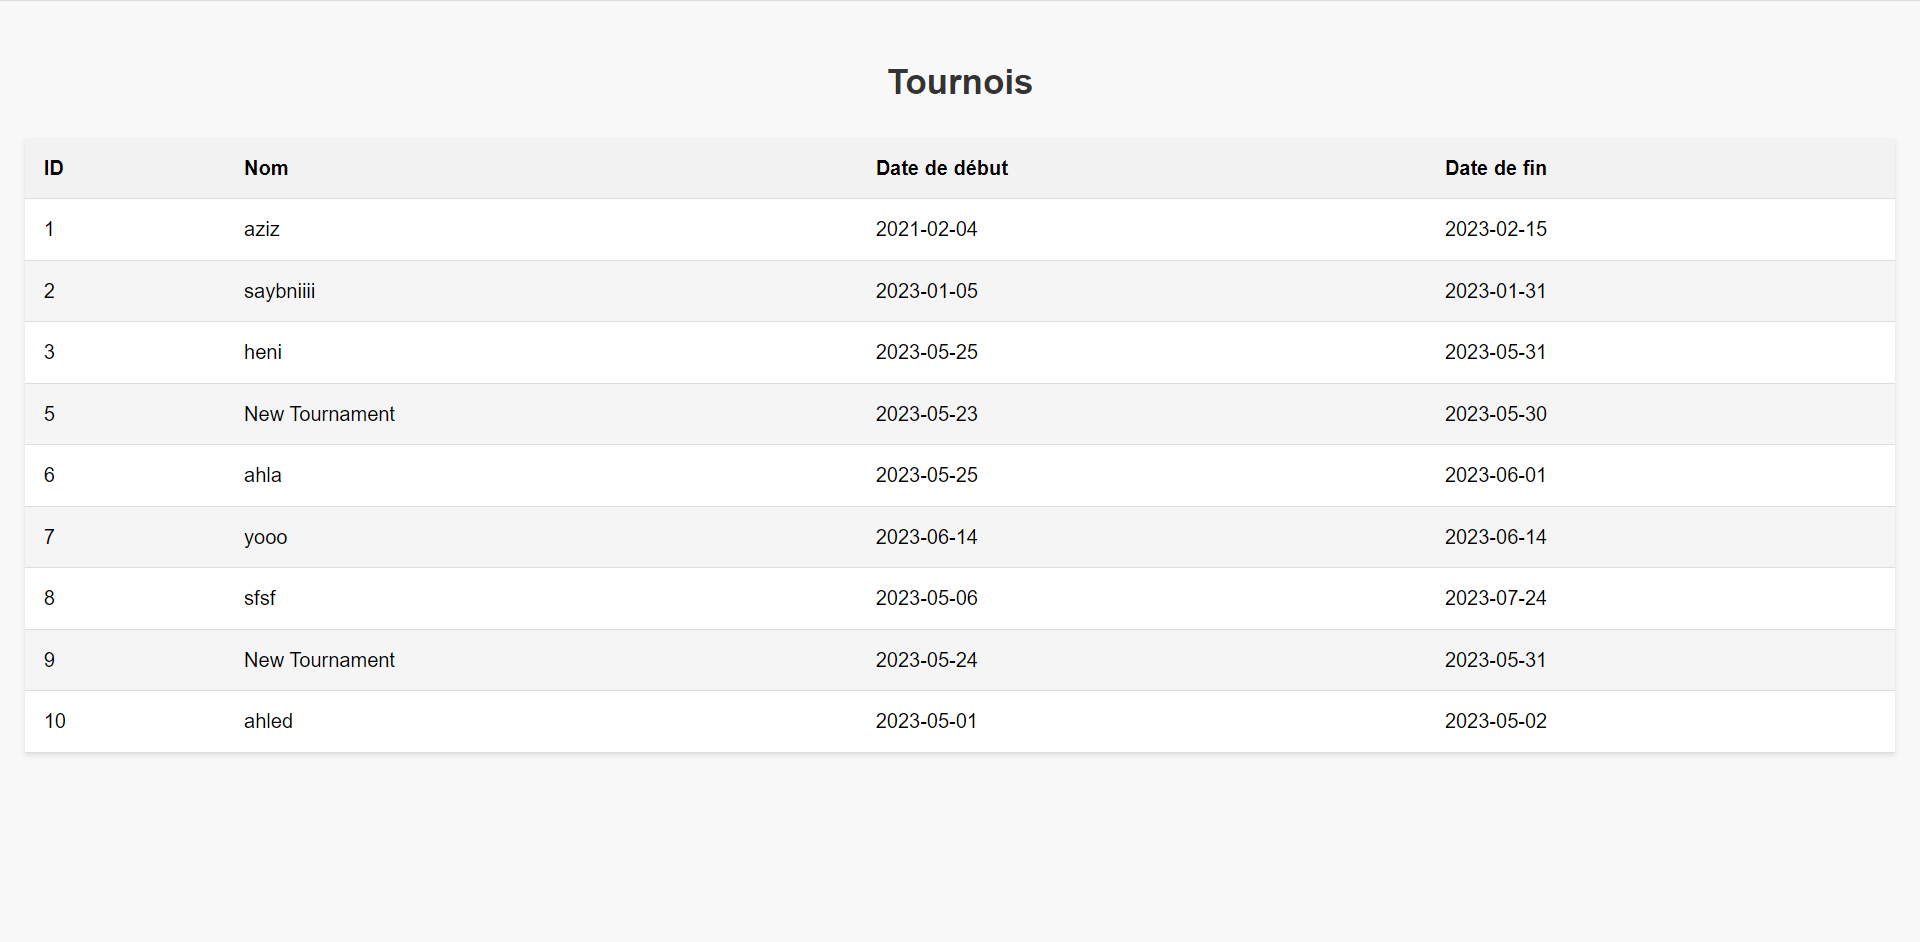 Tournois
ID Nom Date de début Date de fin
1 aziz 2021-02-04 2023-02-15
2 saybniiii 2023-01-05 2023-01-31
3 heni 2023-05-25 2023-05-31
5 New Tournament 2023-05-23 2023-05-30
6 ahla 2023-05-25 2023-06-01
7 yooo 2023-06-14 2023-06-14
8 sfsf 2023-05-06 2023-07-24
9 New Tournament 2023-05-24 2023-05-31
10 ahled 2023-05-01 2023-05-02